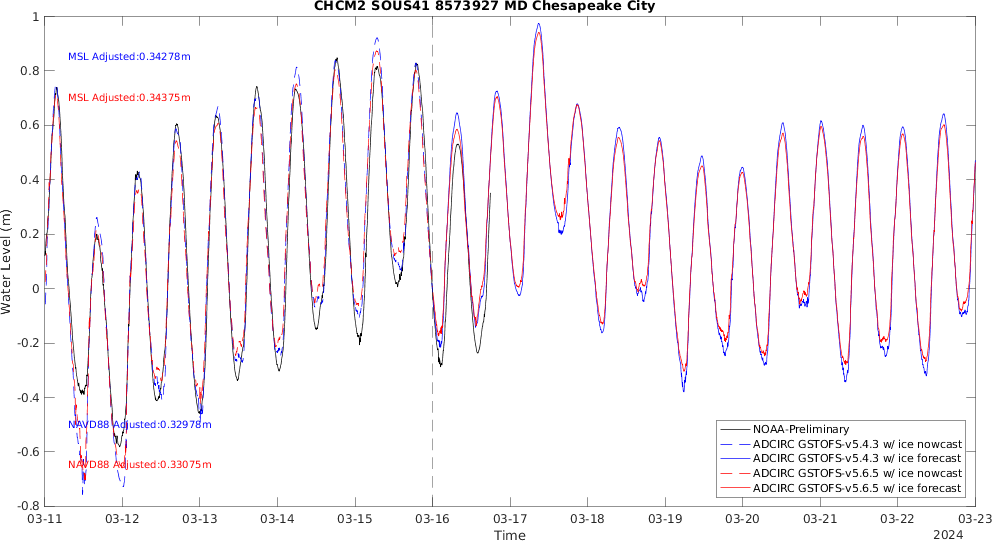 CHCM2 SOUS41 8573927 MD Chesapeake City
1
0.8
0.6
0.4
0.2
0
-0.2
-0.4
-0.6
-0.8
Water Level (m)
MSL Adjusted:0.34278m
MSL Adjusted:0.34375m
NAVD88 Adjusted:0.32978m
NAVD88 Adjusted:0.33075m
NOAA-Preliminary
ADCIRC GSTOFS-v5.4.3 w/ ice nowcast
ADCIRC GSTOFS-v5.4.3 w/ ice forecast
ADCIRC GSTOFS-v5.6.5 w/ ice nowcast
ADCIRC GSTOFS-v5.6.5 w/ ice forecast
03-11 03-12 03-13 03-14 03-15 03-16 03-17 03-18 03-19 03-20 03-21 03-22 03-23
Time
2024